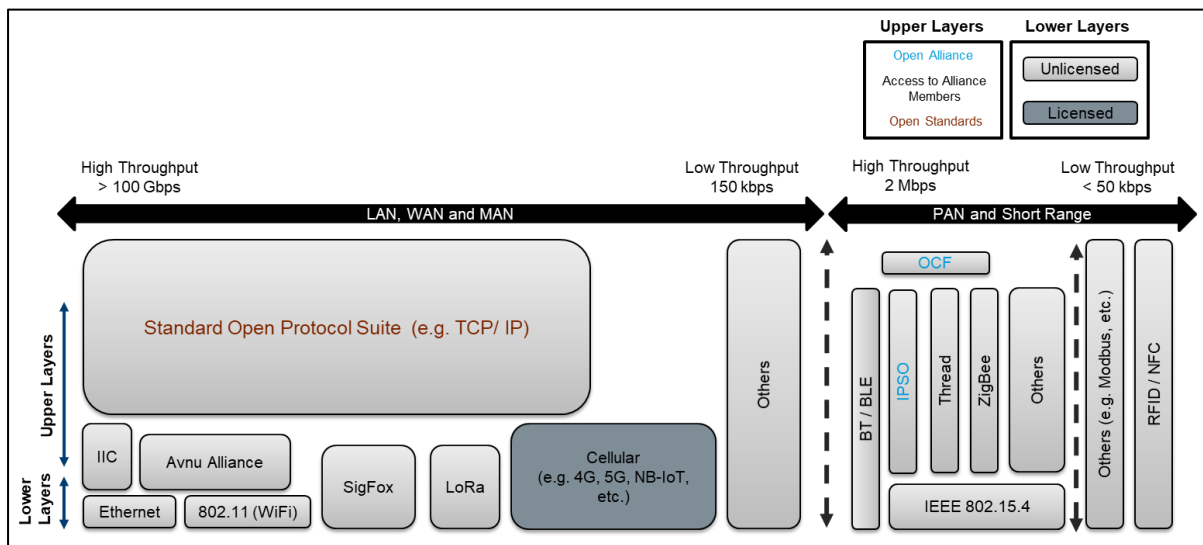 Upper Layers
Lower Layers
Open Alliance
Access to Alliance
Members
Open Standards
Unlicensed
Licensed
High Throughput
> 100 Gbps
Low Throughput
150 kbps
High Throughput
2 Mbps
Low Throughput
< 50 kbps
LAN, WAN and MAN
PAN and Short Range
Upper Layers
Lower
Layers
Standard Open Protocol Suite (e.g. TCP/ IP)
IIC
Avnu Alliance
Ethernet
802.11 (WiFi)
SigFox
LoRa
Cellular
(e.g. 4G, 5G, NB-IoT,
etc.)
Others
OCF
BT / BLE
IPSO
Thread
ZigBee
Others
IEEE 802.15.4
Others (e.g. Modbus, etc.)
RFID / NFC